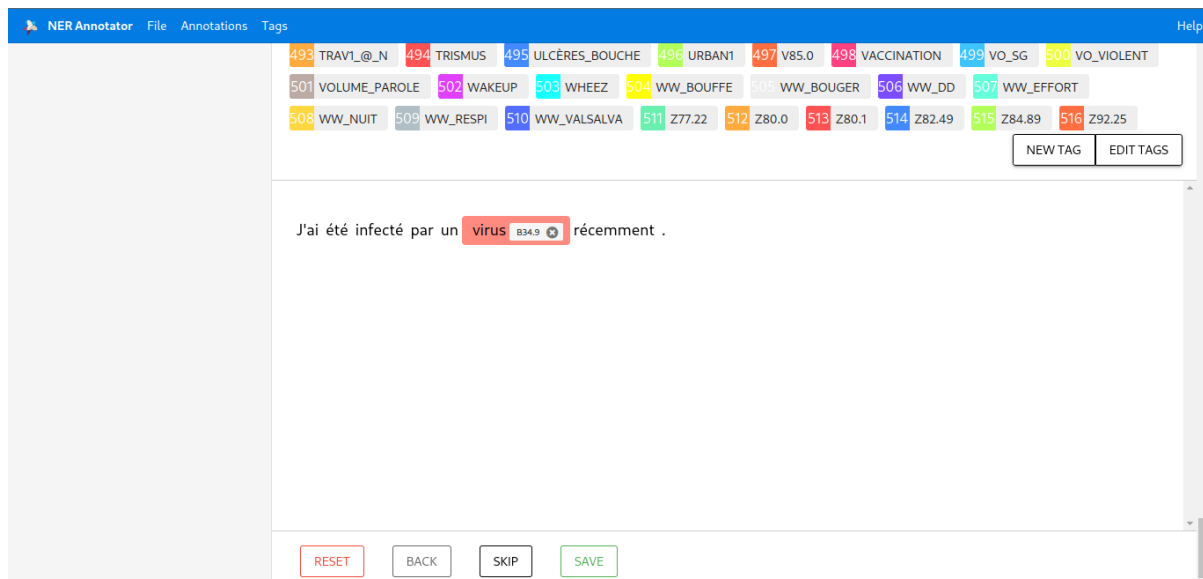 NER Annotator File Annotations Tags Help
493 TRAV1_@_N 494 TRISMUS 495 ULCÈRES_BOUCHE 496 URBAN1 497 V85.0 498 VACCINATION 499 VO_SG 500 VO_VIOLENT
501 VOLUME_PAROLE 502 WAKEUP 503 WHEEZ 504 WW_BOUFFE 505 WW_BOUGER 506 WW_DD 507 WW_EFFORT
508 WW_NUIT 509 WW_RESPI 510 WW_VALSALVA 511 Z77.22 512 Z80.0 513 Z80.1 514 Z82.49 515 Z84.89 516 Z92.25
NEW TAG EDIT TAGS
J'ai été infecté par un virus B34.9 récemment .
RESET BACK SKIP SAVE